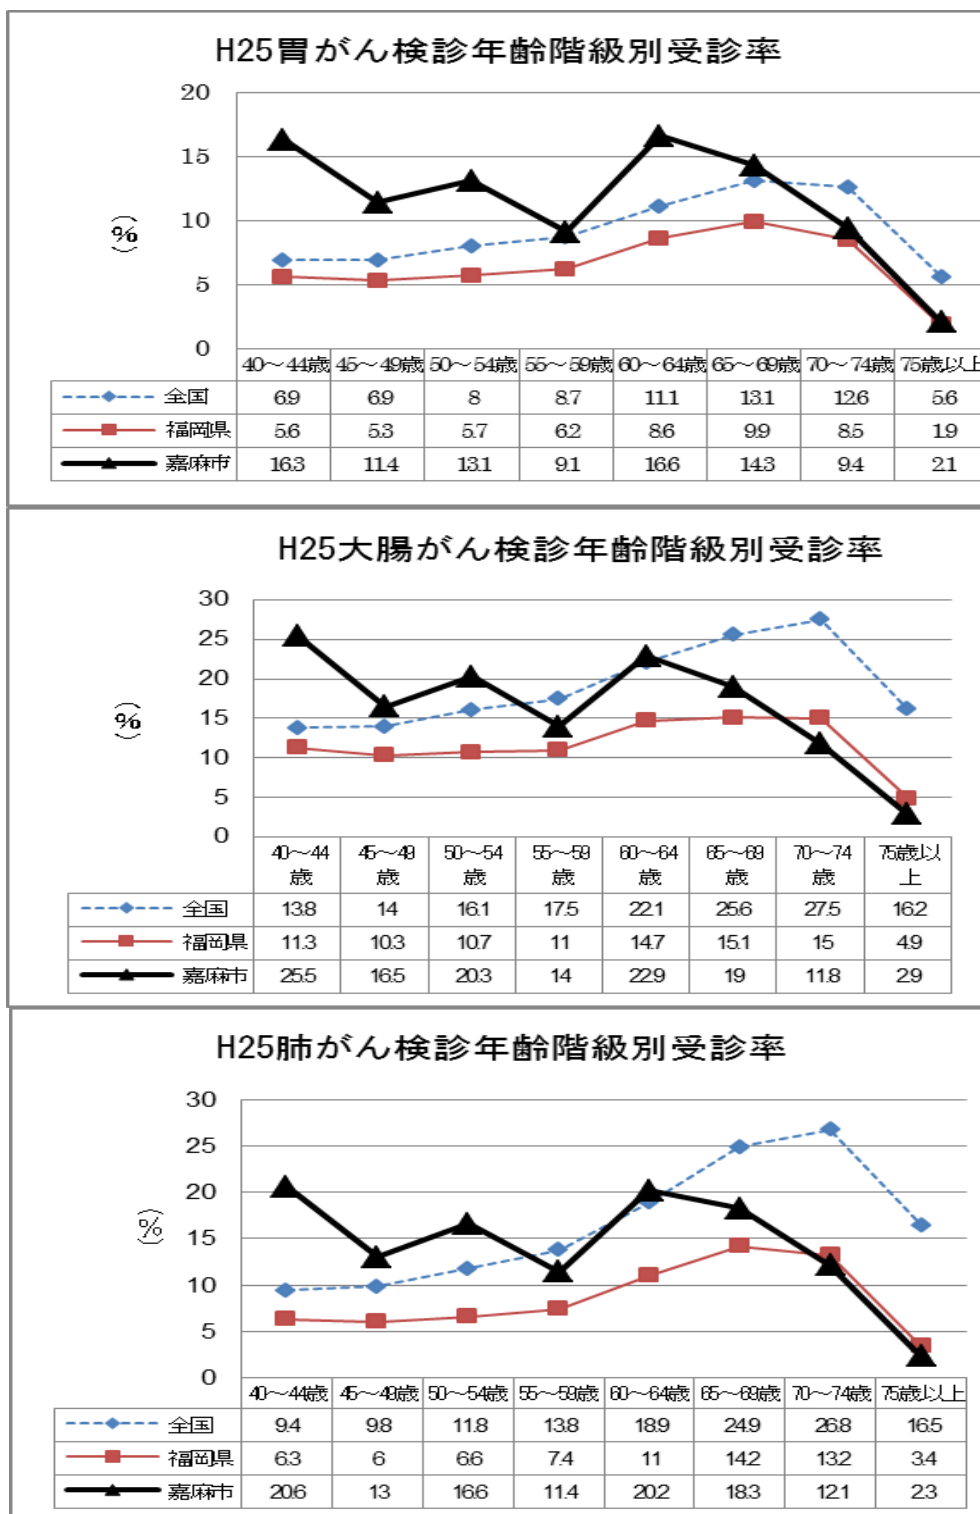 H25胃がん検診年齢階級別受診率
20
15
10
5
0
(%)
40～44歳 45～49歳 50～54歳 55～59歳 60～64歳 65～69歳 70～74歳 75歳以上
全国 6.9 6.9 8 8.7 11.1 13.1 12.6 5.6
福岡県 5.6 5.3 5.7 6.2 8.6 9.9 8.5 1.9
嘉麻市 16.3 11.4 13.1 9.1 16.6 14.3 9.4 2.1
H25大腸がん検診年齢階級別受診率
30
25
20
15
10
5
0
(%)
40～44 45～49 50～54 55～59 60～64 65～69 70～74 75歳以
歳 歳 歳 歳 歳 歳 歳 上
全国 13.8 14 16.1 17.5 22.1 25.6 27.5 16.2
福岡県 11.3 10.3 10.7 11 14.7 15.1 15 4.9
嘉麻市 25.5 16.5 20.3 14 22.9 19 11.8 2.9
H25肺がん検診年齢階級別受診率
30
25
20
15
10
5
0
(%)
40～44歳 45～49歳 50～54歳 55～59歳 60～64歳 65～69歳 70～74歳 75歳以上
全国 9.4 9.8 11.8 13.8 18.9 24.9 26.8 16.5
福岡県 6.3 6 6.6 7.4 11 14.2 13.2 3.4
嘉麻市 20.6 13 16.6 11.4 20.2 18.3 12.1 2.3